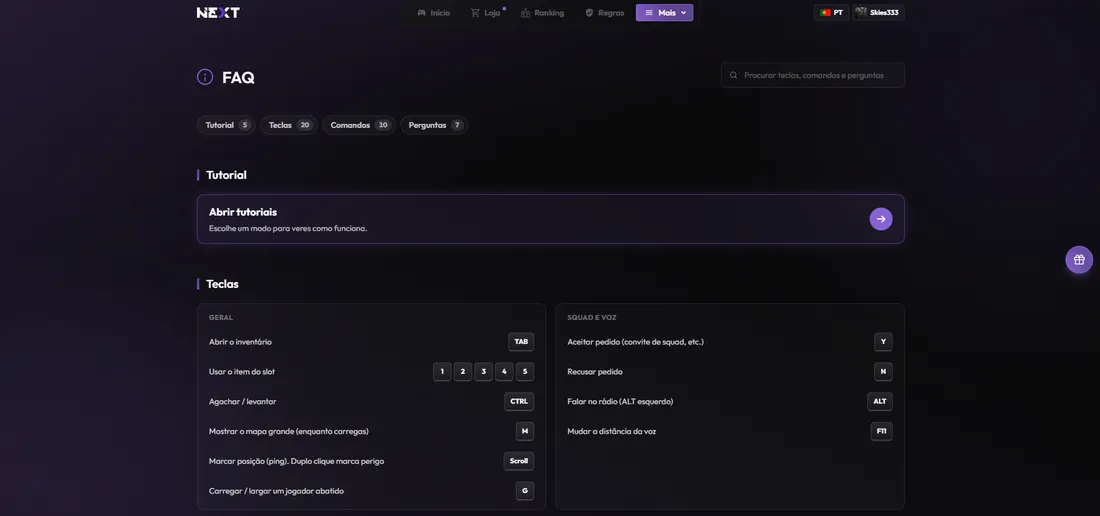 NEXT
Início
Loja
Ranking
Regras
Mais
PT
Skies333
FAQ
Procurar teclas, comandos e perguntas
Tutorial 5
Teclas 20
Comandos 10
Perguntas 7
Tutorial
Abrir tutoriais
Escolhe um modo para veres como funciona.
Teclas
GERAL
Abrir o inventário TAB
Usar o item do slot 1 2 3 4 5
Agachar / levantar CTRL
Mostrar o mapa grande (enquanto carregas) M
Marcar posição (ping). Duplo clique marca perigo Scroll
Carregar / largar um jogador abatido G
SQUAD E VOZ
Aceitar pedido (convite de squad, etc.) Y
Recusar pedido N
Falar no rádio (ALT esquerdo) ALT
Mudar a distância da voz F11